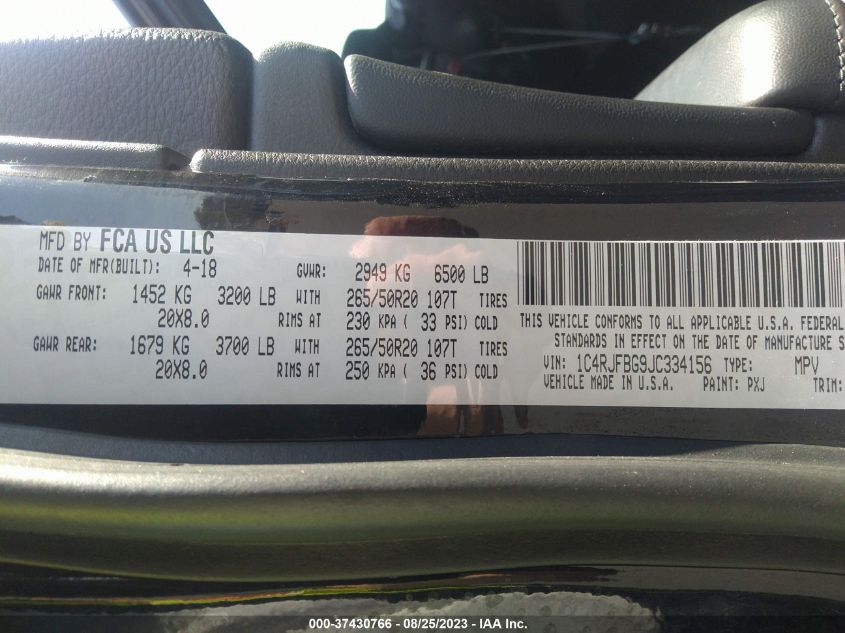 MFD BY FCA US LLC
DATE OF MFR(BUILT): 4-18 GVWR: 2949 KG 6500 LB
GAWR FRONT: 1452 KG 3200 LB WITH 265/50R20 107T TIRES
20X8.0 RIMS AT 230 KPA ( 33 PSI) COLD
GAWR REAR: 1679 KG 3700 LB WITH 265/50R20 107T TIRES
20X8.0 RIMS AT 250 KPA ( 36 PSI) COLD
THIS VEHICLE CONFORMS TO ALL APPLICABLE U.S.A. FEDERAL
STANDARDS IN EFFECT ON THE DATE OF MANUFACTURE S
VIN: 1C4RJFBG9JC334156 TYPE: MPV
VEHICLE MADE IN U.S.A. PAINT: PXJ TRIM:
000-37430766 - 08/25/2023 - IAA Inc.